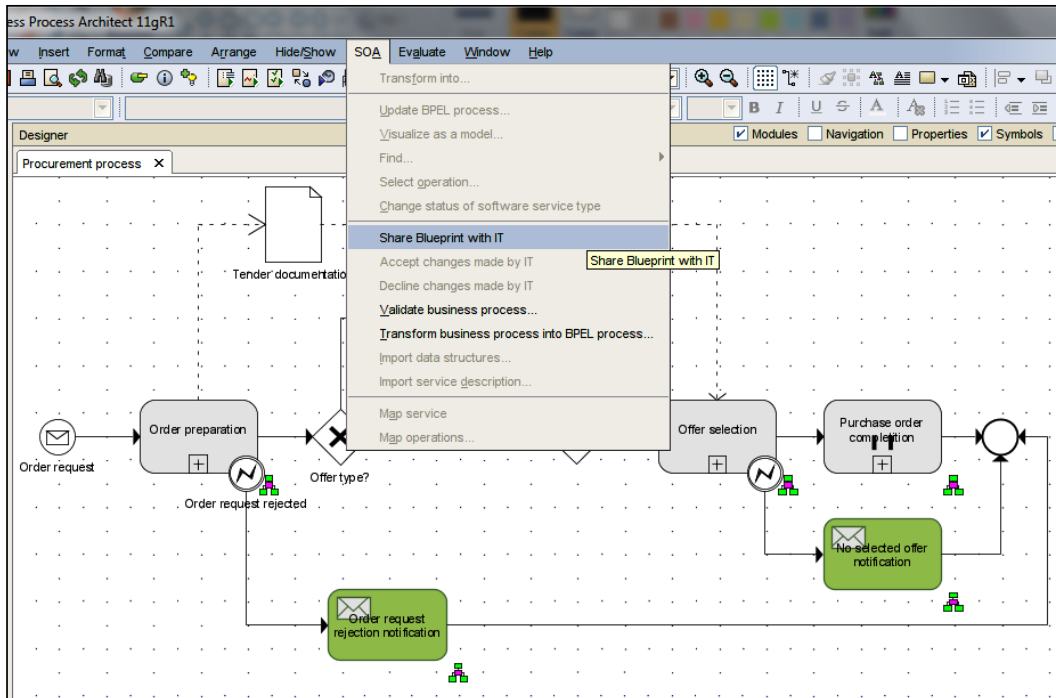 ess Process Architect 11gR1
w Insert Format Compare Arrange Hide/Show SOA Evaluate Window Help
Transform into...
Update BPEL process...
B I U S A
Designer
Visualize as a model...
Modules Navigation Properties Symbols
Procurement process X
Find...
Select operation...
Change status of software service type
Share Blueprint with IT
Accept changes made by IT
Share Blueprint with IT
Tender documentatio
Decline changes made by IT
Validate business process...
Transform business process into BPEL process...
Import data structures...
Import service description...
Map service
Map operations...
Order preparation
Offer selection
Purchase order
completition
Order request
Offer type?
Order request rejected
No selected offer
notification
Order request
rejection notification